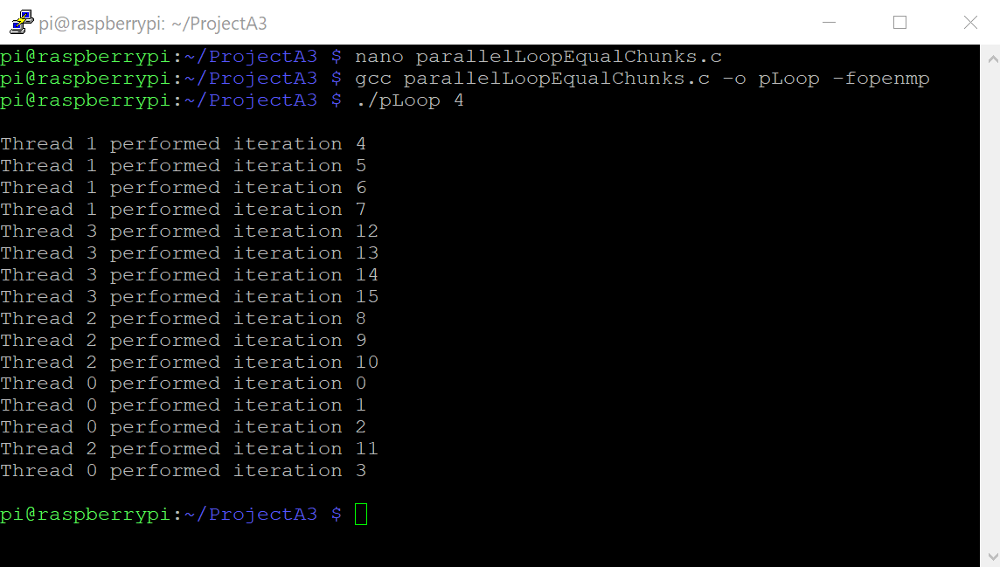 pi@raspberrypi: ~/ProjectA3
pi@raspberrypi:~/ProjectA3 $ nano parallelLoopEqualChunks.c
pi@raspberrypi:~/ProjectA3 $ gcc parallelLoopEqualChunks.c -o pLoop -fopenmp
pi@raspberrypi:~/ProjectA3 $ ./pLoop 4
Thread 1 performed iteration 4
Thread 1 performed iteration 5
Thread 1 performed iteration 6
Thread 1 performed iteration 7
Thread 3 performed iteration 12
Thread 3 performed iteration 13
Thread 3 performed iteration 14
Thread 3 performed iteration 15
Thread 2 performed iteration 8
Thread 2 performed iteration 9
Thread 2 performed iteration 10
Thread 0 performed iteration 0
Thread 0 performed iteration 1
Thread 0 performed iteration 2
Thread 2 performed iteration 11
Thread 0 performed iteration 3
pi@raspberrypi:~/ProjectA3 $